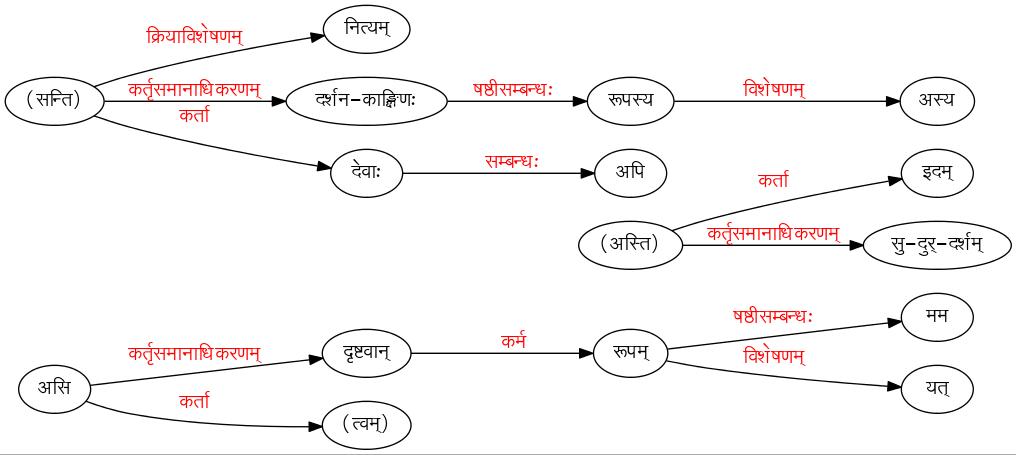 क्रियाविशेषणम् नित्यम्
(सन्ति) कर्तृसमानाधिकरणम् दर्शन-काङ्क्षिणः षष्ठीसम्बन्धः रूपस्य विशेषणम् अस्य
कर्ता
देवाः सम्बन्धः अपि
कर्ता इदम्
(अस्ति) कर्तृसमानाधिकरणम् सु-दुर्-दर्शम्
षष्ठीसम्बन्धः मम
कर्तृसमानाधिकरणम् दृष्टवान् कर्म रूपम् विशेषणम्
असि यत्
कर्ता (त्वम्)